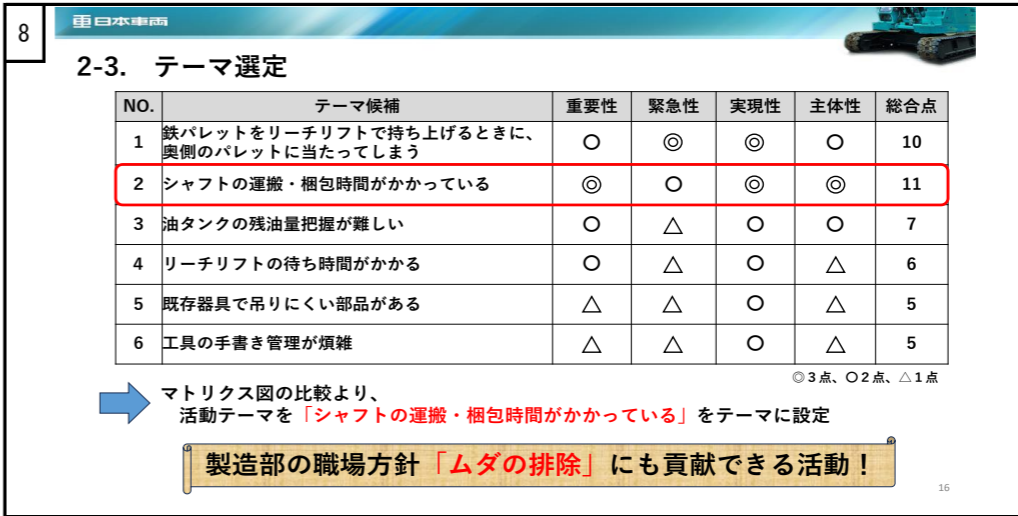 8
日本車両
2-3. テーマ選定
NO. テーマ候補 重要性 緊急性 実現性 主体性 総合点
1 鉄パレットをリーチリフトで持ち上げるときに、
奥側のパレットに当たってしまう 〇 ◎ ◎ 〇 10
2 シャフトの運搬・梱包時間がかかっている ◎ 〇 ◎ ◎ 11
3 油タンクの残油量把握が難しい 〇 △ 〇 〇 7
4 リーチリフトの待ち時間がかかる 〇 △ 〇 △ 6
5 既存器具で吊りにくい部品がある △ △ 〇 △ 5
6 工具の手書き管理が煩雑 △ △ 〇 △ 5
◎3点、〇2点、△1点
マトリクス図の比較より、
活動テーマを「シャフトの運搬・梱包時間がかかっている」をテーマに設定
製造部の職場方針「ムダの排除」にも貢献できる活動！
16